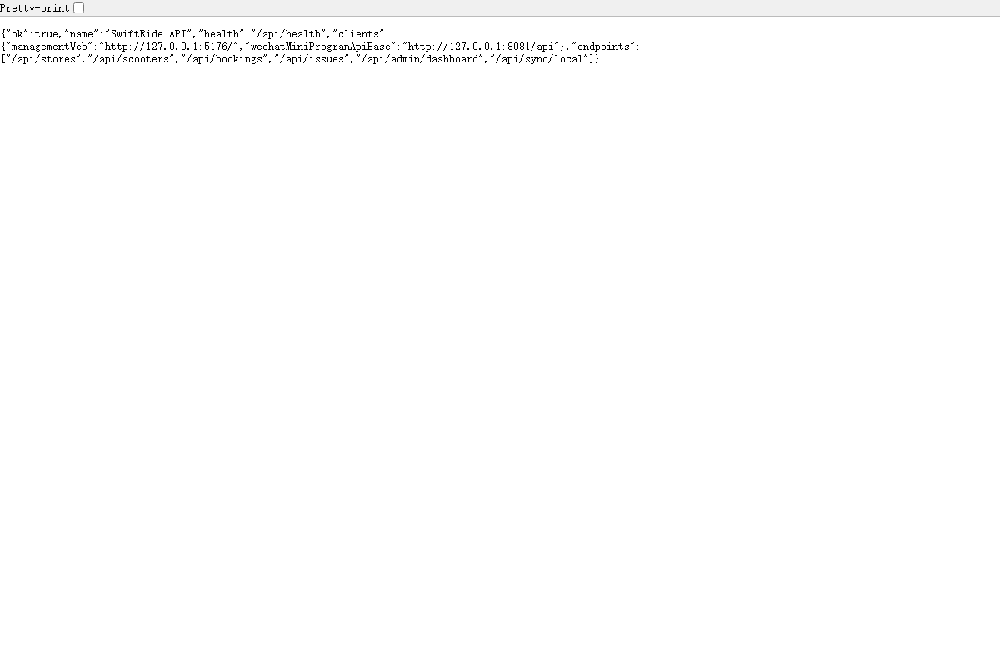 Pretty-print
{"ok":true,"name":"SwiftRide API","health":"/api/health","clients":
{"managementWeb":"http://127.0.0.1:5176/","wechatMiniProgramApiBase":"http://127.0.0.1:8081/api"},"endpoints":
["/api/stores","/api/scooters","/api/bookings","/api/issues","/api/admin/dashboard","/api/sync/local"]}